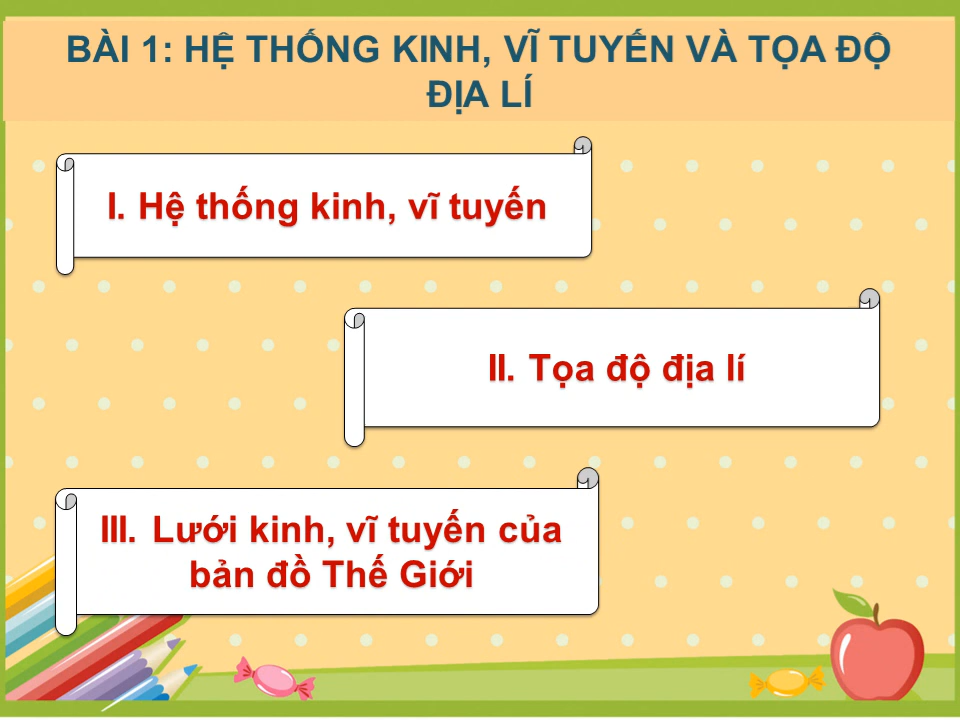 BÀI 1: HỆ THỐNG KINH, VĨ TUYẾN VÀ TỌA ĐỘ
ĐỊA LÍ
I. Hệ thống kinh, vĩ tuyến
II. Tọa độ địa lí
III. Lưới kinh, vĩ tuyến của
bản đồ Thế Giới